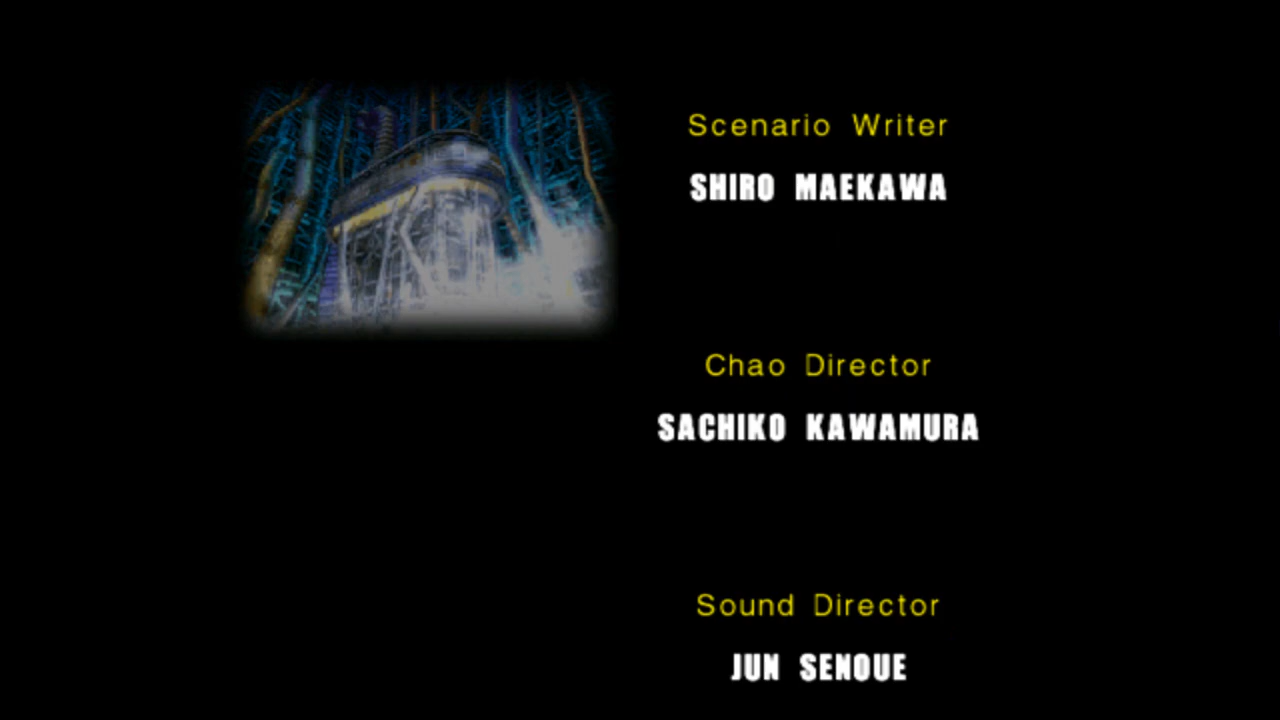 Scenario Writer
SHIRO MAEKAWA
Chao Director
SACHIKO KAWAMURA
Sound Director
JUN SENOUE